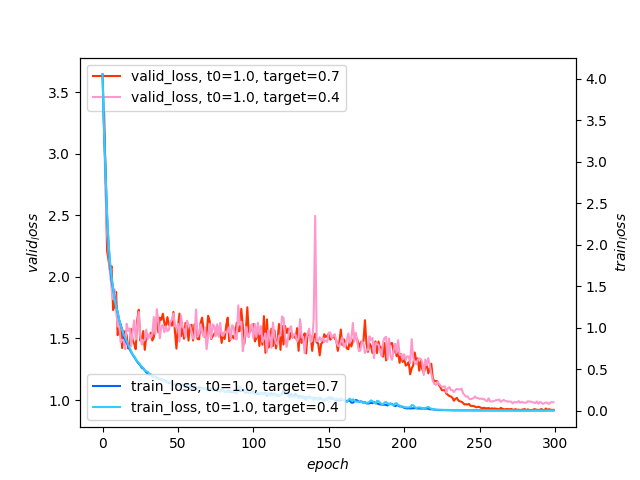 valid_loss, t0=1.0, target=0.7
valid_loss, t0=1.0, target=0.4
3.5
3.0
2.5
2.0
1.5
1.0
valid_loss
4.0
3.5
3.0
2.5
2.0
1.5
1.0
0.5
0.0
train_loss
train_loss, t0=1.0, target=0.7
train_loss, t0=1.0, target=0.4
0 50 100 150 200 250 300
epoch